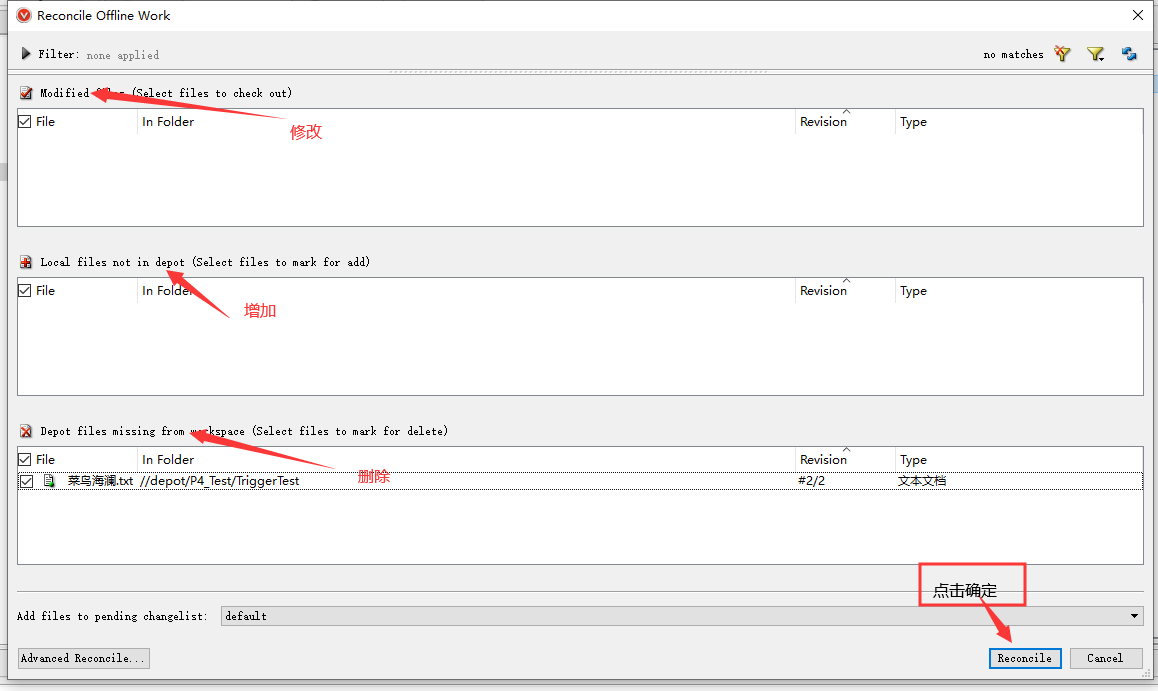 Reconcile Offline Work
Filter: none applied
no matches
Modified files (Select files to check out)
修改
File In Folder Revision Type
Local files not in depot (Select files to mark for add)
File In Folder Revision Type
增加
Depot files missing from workspace (Select files to mark for delete)
File In Folder Revision Type
删除
菜鸟海澜.txt //depot/P4_Test/TriggerTest #2/2 文本文档
点击确定
Add files to pending changelist: default
Advanced Reconcile... Reconcile Cancel